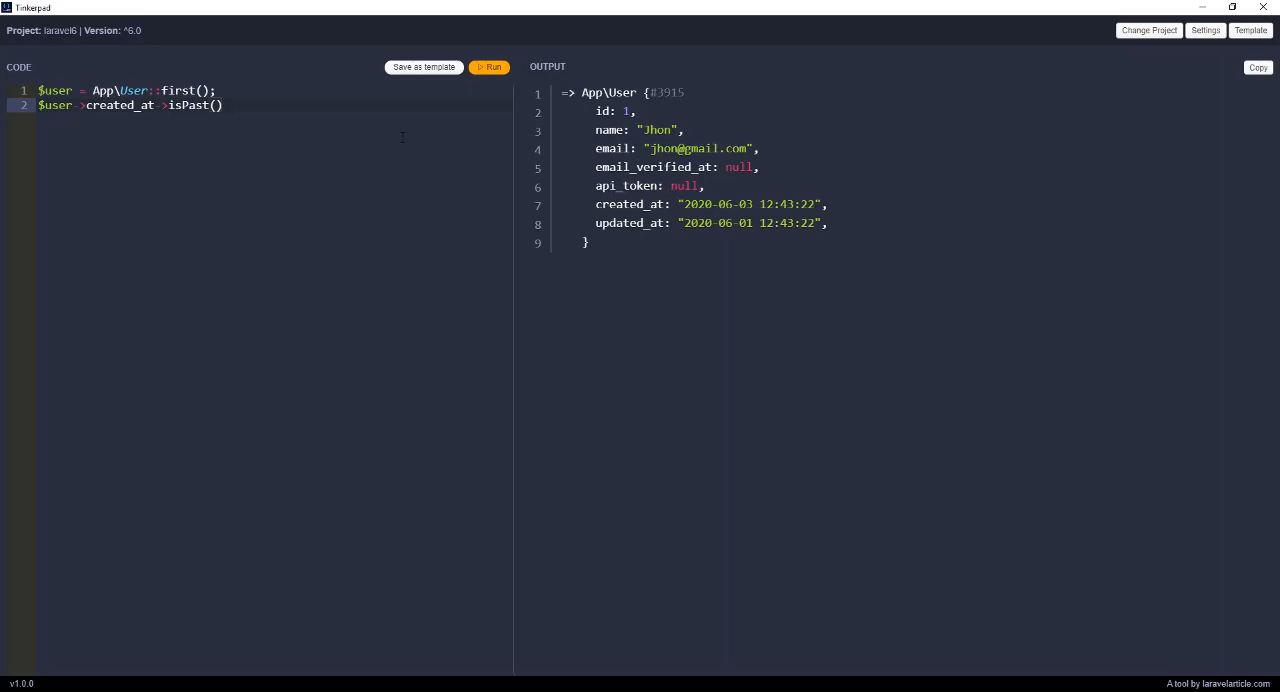 Tinkerpad
Project: laravel6 | Version: ^6.0
Change Project
Settings
Template
CODE
Save as template
Run
1 $user = App\User::first();
2 $user->created_at->isPast()
OUTPUT
Copy
1 => App\User {#3915
2 id: 1,
3 name: "Jhon",
4 email: "jhon@gmail.com",
5 email_verified_at: null,
6 api_token: null,
7 created_at: "2020-06-03 12:43:22",
8 updated_at: "2020-06-01 12:43:22",
9 }
v1.0.0
A tool by laravelarticle.com